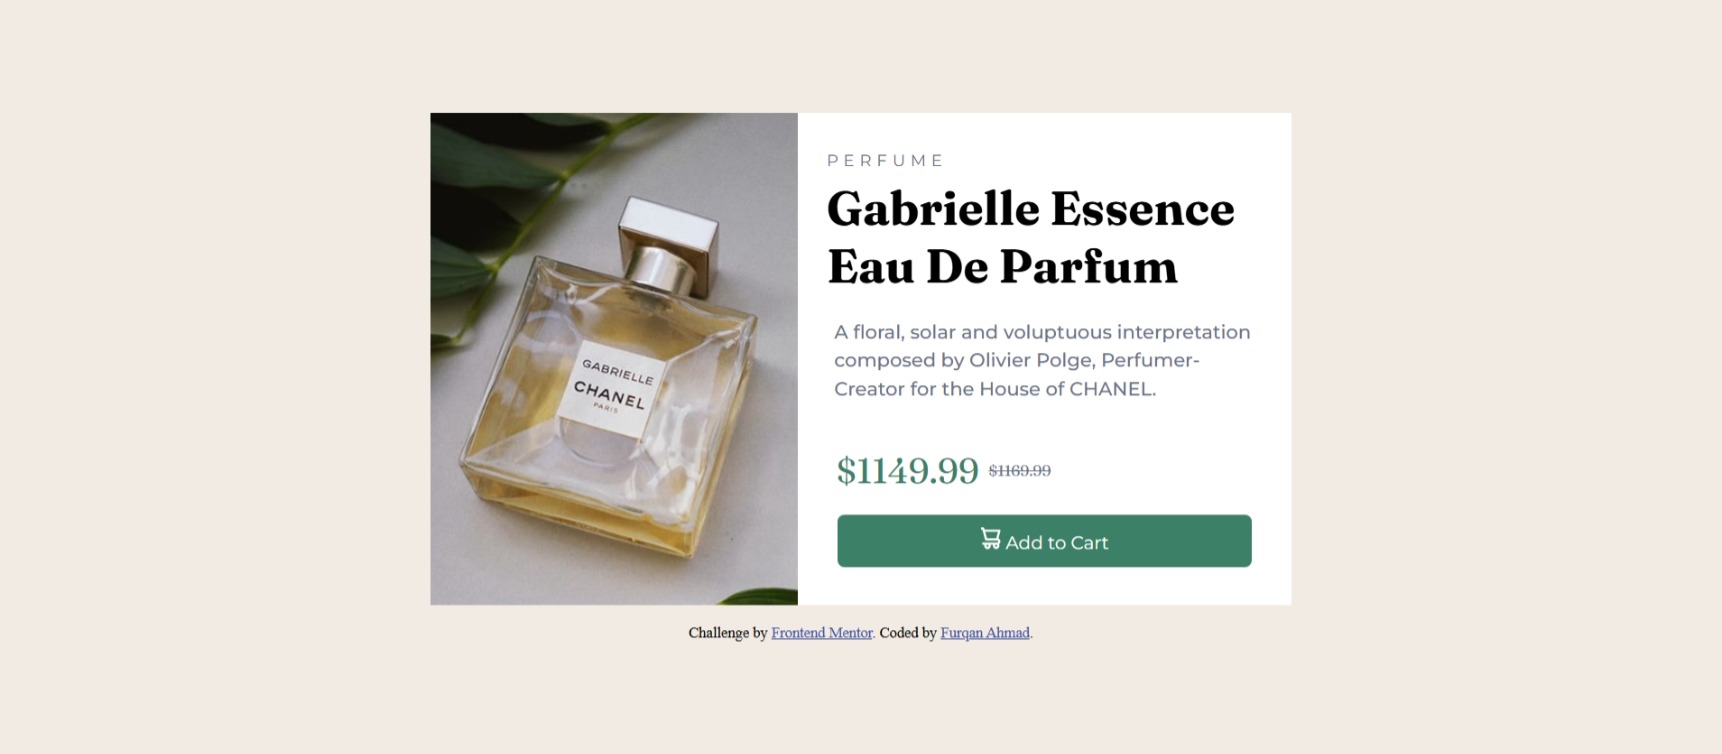 PERFUME
Gabrielle Essence
Eau De Parfum
A floral, solar and voluptuous interpretation
composed by Olivier Polge, Perfumer-
Creator for the House of CHANEL.
$1149.99 $1169.99
Add to Cart
GABRIELLE
CHANEL
PARIS
Challenge by Frontend Mentor. Coded by Furqan Ahmad.